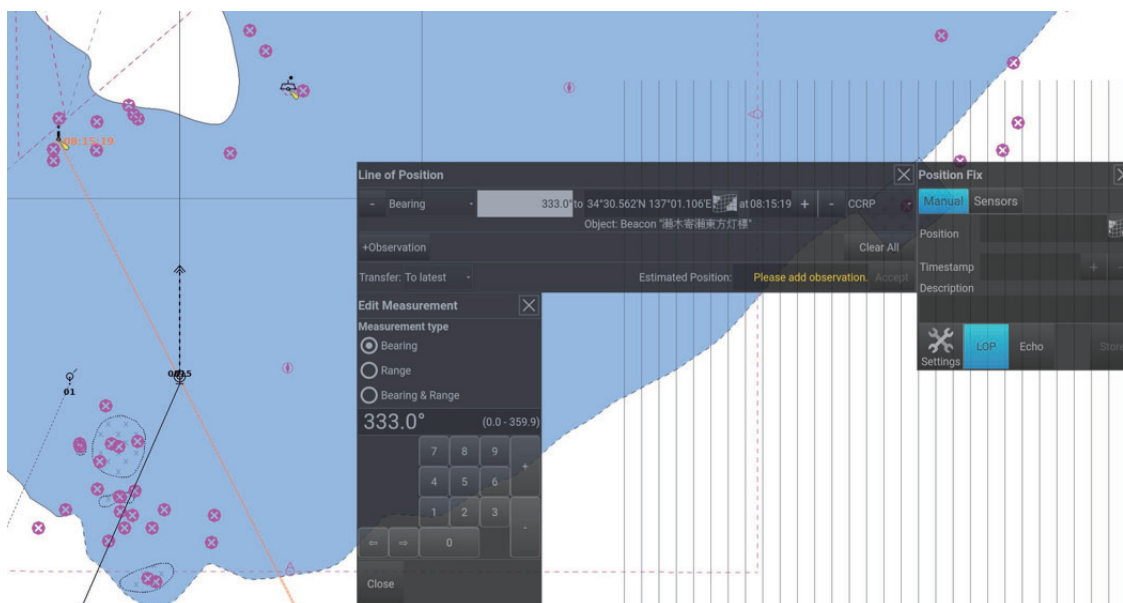 08:15:19
0815
01
Line of Position
- Bearing 333.0° to 34°30.562'N 137°01.106'E at 08:15:19 + - CCRP
Object: Beacon "瀬木寄瀬東方灯標"
+Observation Clear All
Transfer: To latest Estimated Position: Please add observation. Accept
Position Fix
Manual Sensors
Position
Timestamp + -
Description
Settings LOP Echo Store
Edit Measurement
Measurement type
Bearing
Range
Bearing & Range
333.0° (0.0 - 359.9)
7 8 9 +
4 5 6
1 2 3 -
⇦ ⇨ 0
Close